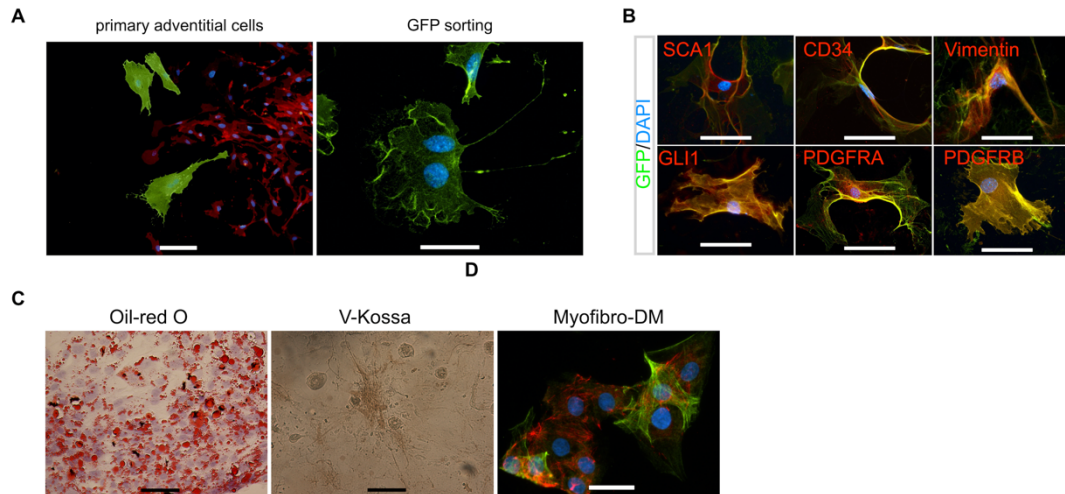 A
primary adventitial cells
GFP sorting
B
GFP/DAPI
SCA1
CD34
Vimentin
GLI1
PDGFRA
PDGFRB
D
C
Oil-red O
V-Kossa
Myofibro-DM